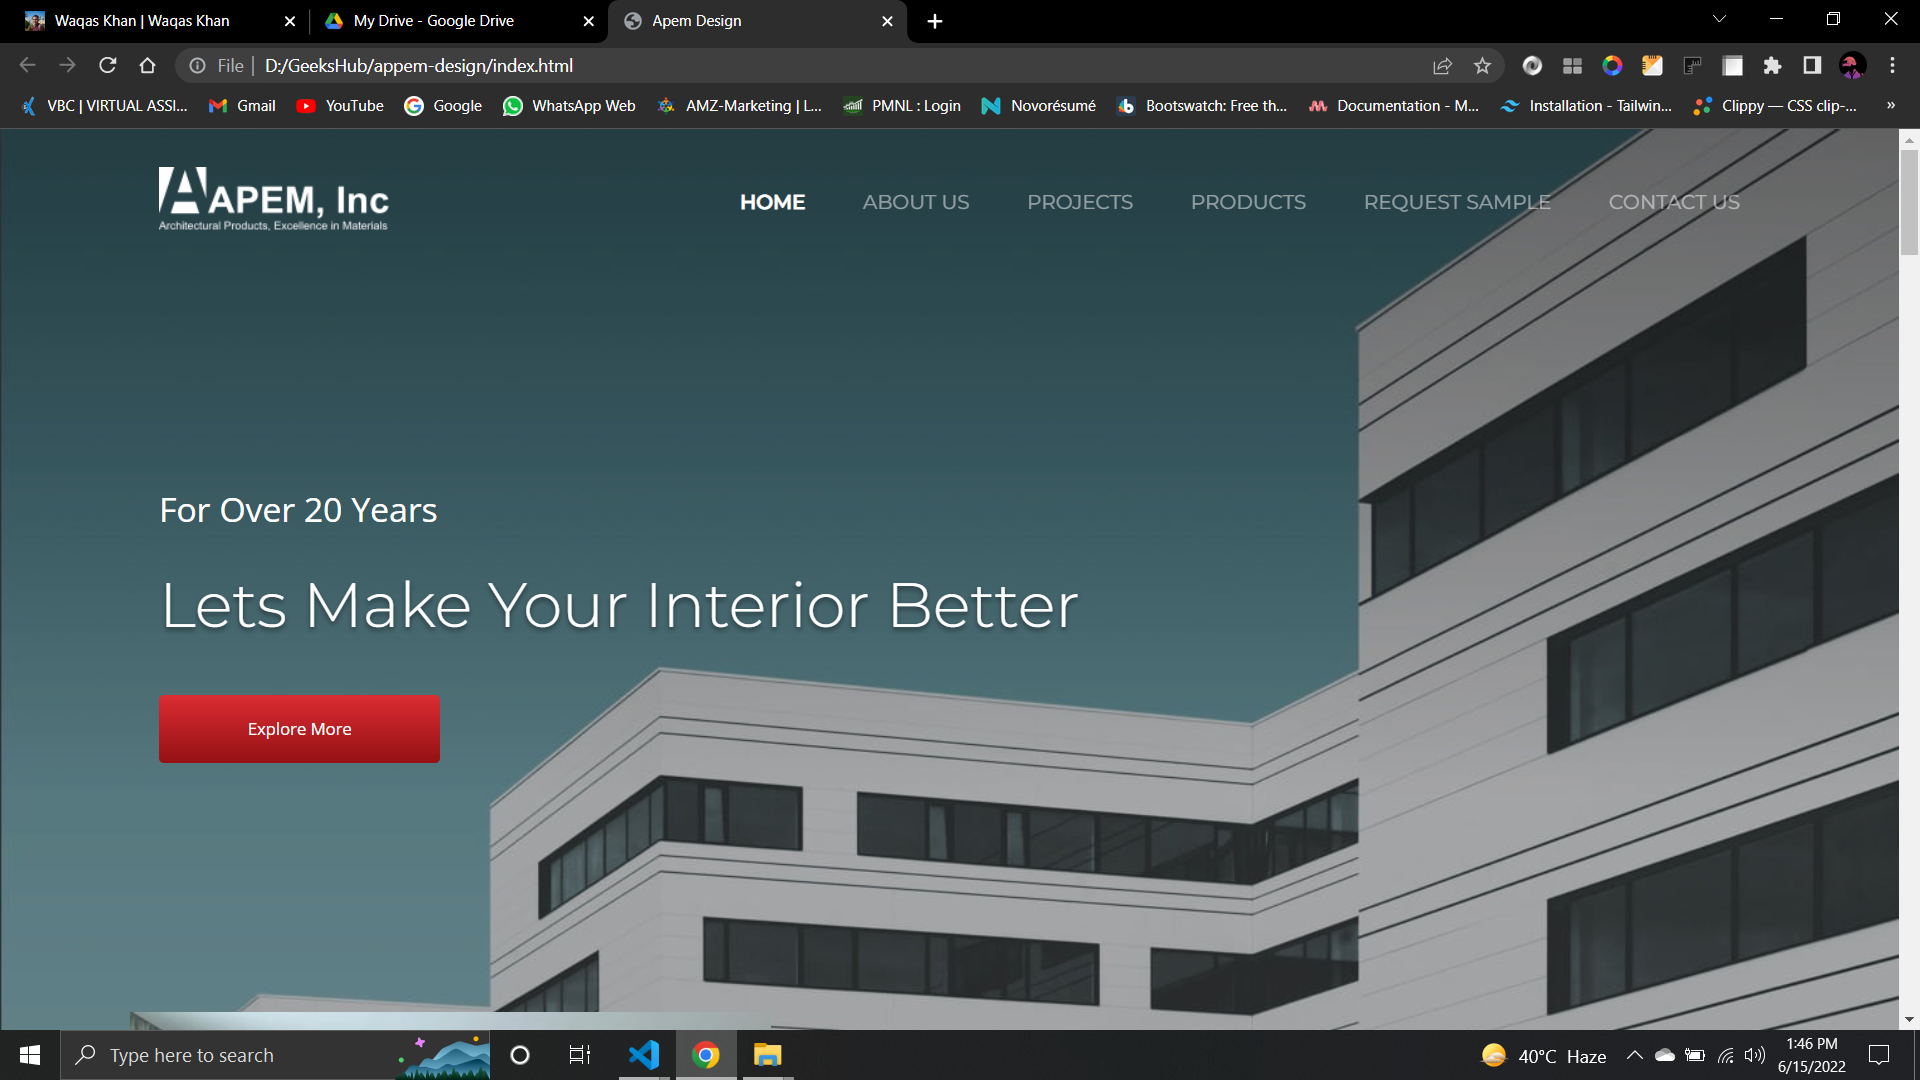 Waqas Khan | Waqas Khan
My Drive - Google Drive
Apem Design
File
D:/GeeksHub/appem-design/index.html
VBC | VIRTUAL ASSI...
Gmail
YouTube
Google
WhatsApp Web
AMZ-Marketing | L...
PMNL : Login
Novorésumé
Bootswatch: Free th...
Documentation - M...
Installation - Tailwin...
Clippy — CSS clip-...
»
APEM, Inc
Architectural Products, Excellence in Materials
HOME
ABOUT US
PROJECTS
PRODUCTS
REQUEST SAMPLE
CONTACT US
For Over 20 Years
Lets Make Your Interior Better
Explore More
Type here to search
40°C Haze
1:46 PM
6/15/2022